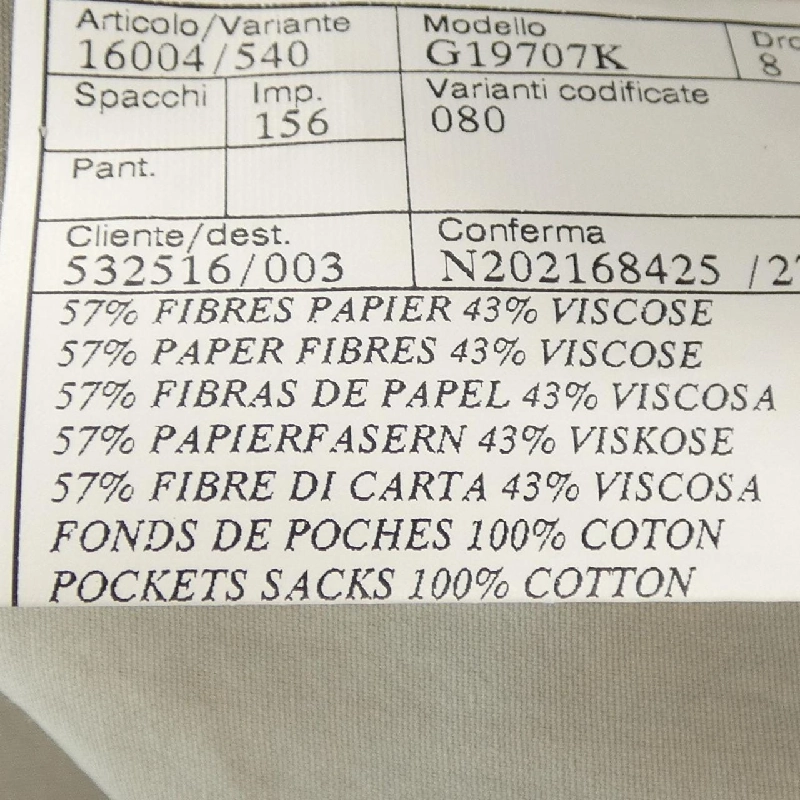 Articolo/Variante Modello
16004/540 G19707K 8
Spacchi Imp. Varianti codificate
156 080
Pant.
Cliente/dest. Conferma
532516/003 N202168425
57% FIBRES PAPIER 43% VISCOSE
57% PAPER FIBRES 43% VISCOSE
57% FIBRAS DE PAPEL 43% VISCOSA
57% PAPIERFASERN 43% VISKOSE
57% FIBRE DI CARTA 43% VISCOSA
FONDS DE POCHES 100% COTON
POCKETS SACKS 100% COTTON